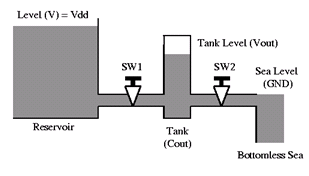 Level (V) = Vdd
Tank Level (Vout)
SW1
SW2
Sea Level
(GND)
Reservoir
Tank
(Cout)
Bottomless Sea